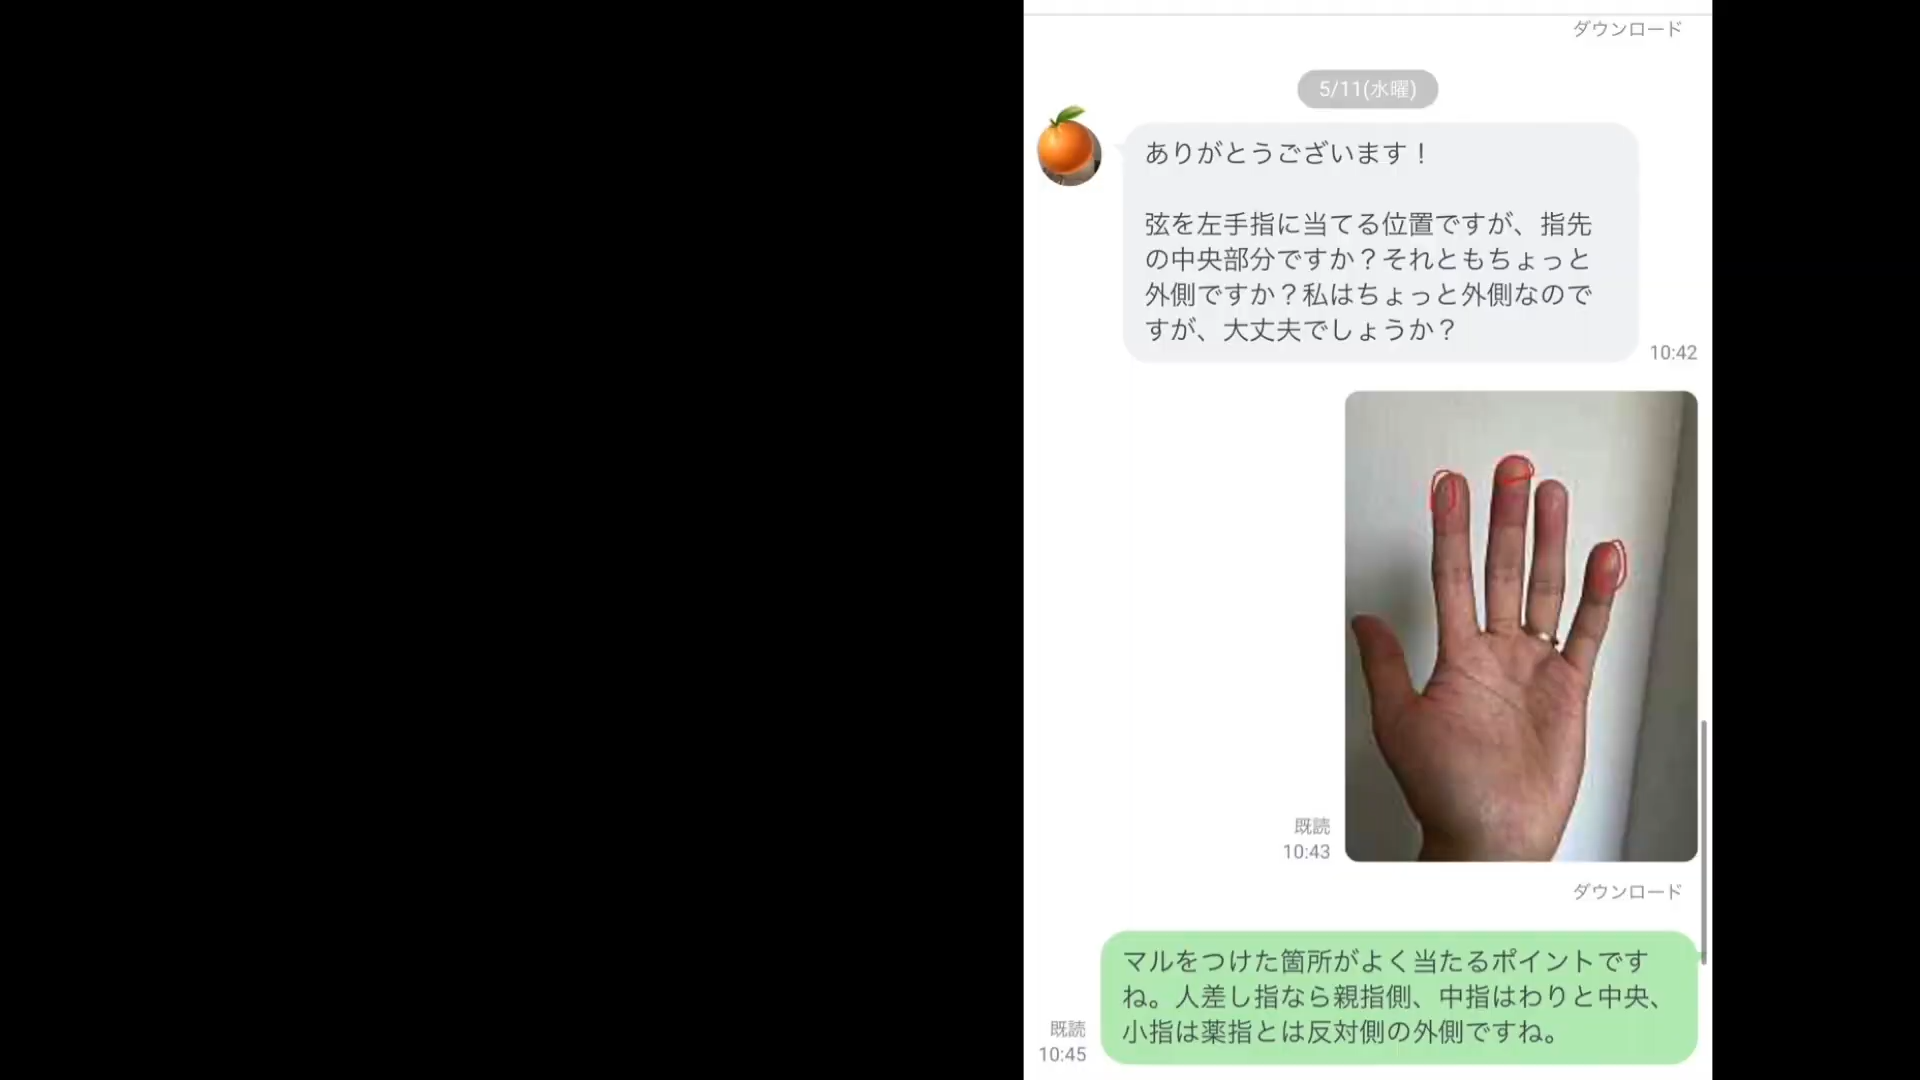 ダウンロード
5/11(水曜)
ありがとうございます！
弦を左手指に当てる位置ですが、指先
の中央部分ですか？それともちょっと
外側ですか？私はちょっと外側なので
すが、大丈夫でしょうか？
10:42
既読
10:43
ダウンロード
マルをつけた箇所がよく当たるポイントです
ね。人差し指なら親指側、中指はわりと中央、
小指は薬指とは反対側の外側ですね。
既読
10:45